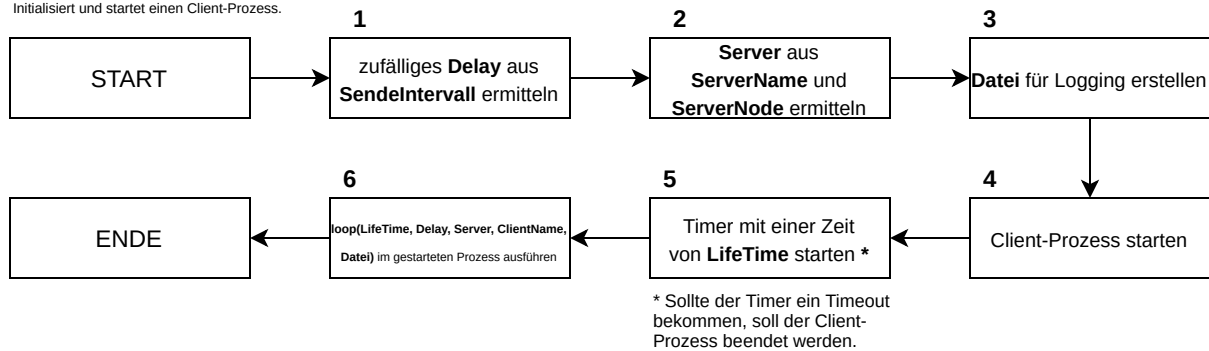 Initialisiert und startet einen Client-Prozess.
START
1
zufälliges Delay aus
SendeIntervall ermitteln
2
Server aus
ServerName und
ServerNode ermitteln
3
Datei für Logging erstellen
4
Client-Prozess starten
5
Timer mit einer Zeit
von LifeTime starten *
* Sollte der Timer ein Timeout
bekommen, soll der Client-
Prozess beendet werden.
6
loop(LifeTime, Delay, Server, ClientName,
Datei) im gestarteten Prozess ausführen
ENDE